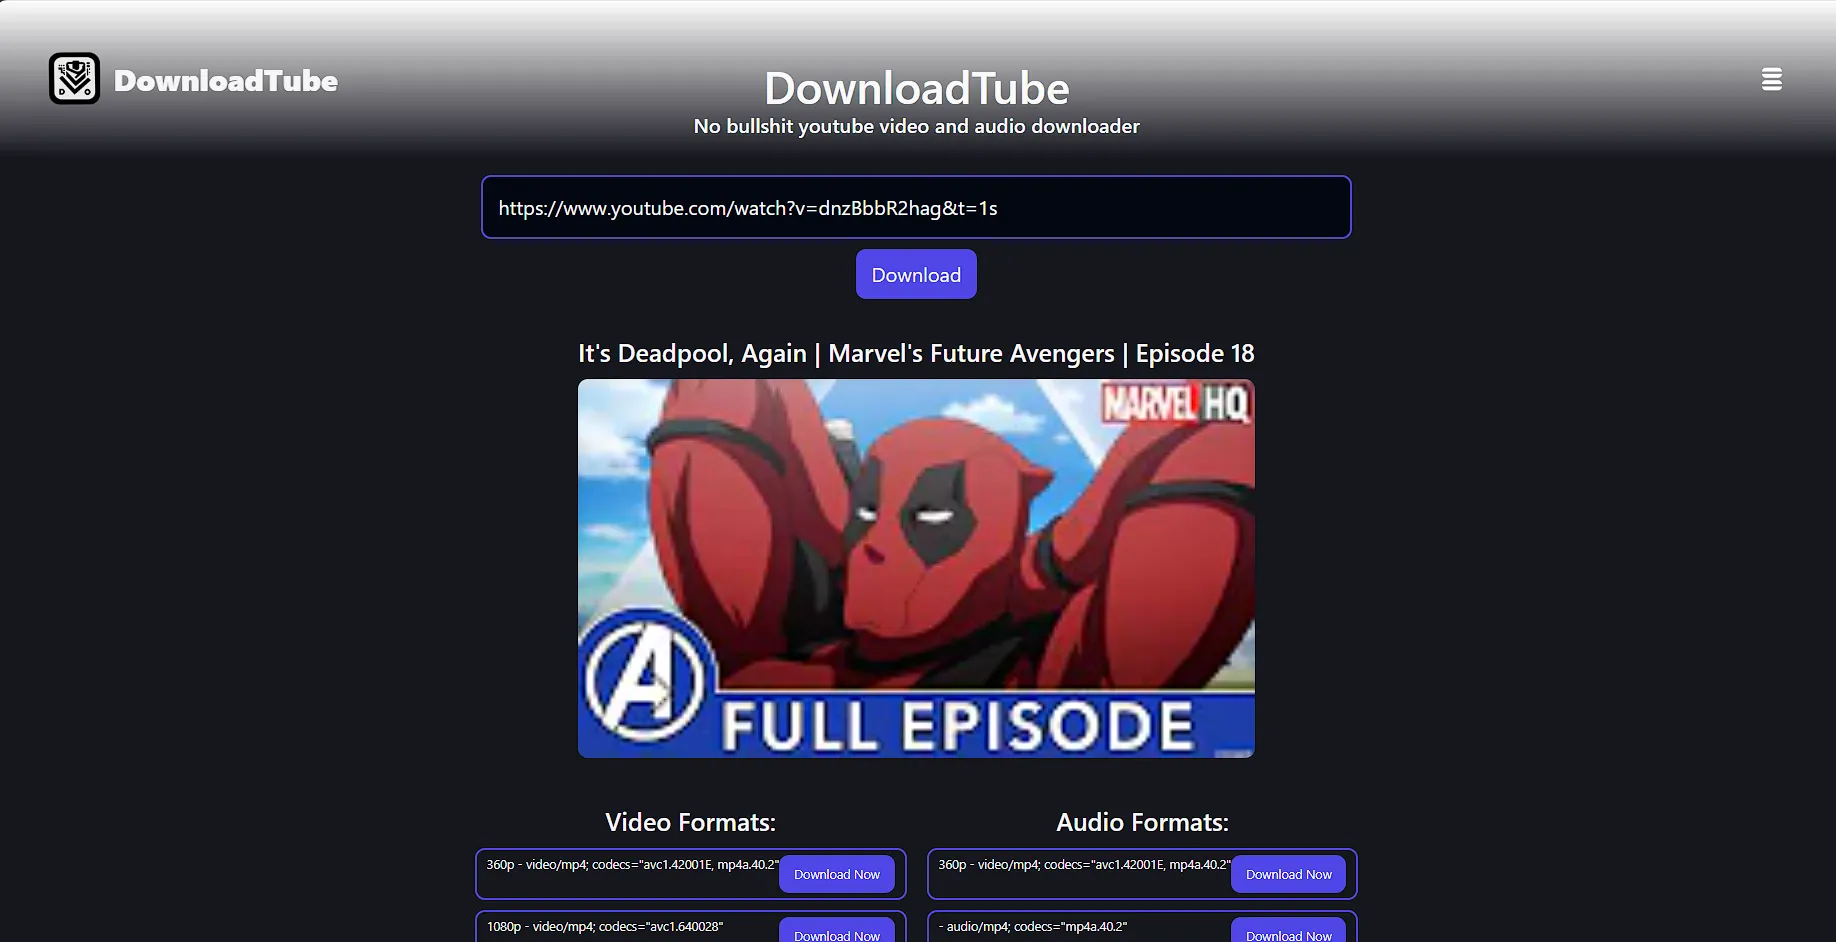 DownloadTube
DownloadTube
No bullshit youtube video and audio downloader
https://www.youtube.com/watch?v=dnzBbbR2hag&t=1s
Download
It's Deadpool, Again | Marvel's Future Avengers | Episode 18
MARVEL HQ
A
FULL EPISODE
Video Formats:
360p - video/mp4; codecs="avc1.42001E, mp4a.40.2"
Download Now
1080p - video/mp4; codecs="avc1.640028"
Download Now
Audio Formats:
360p - video/mp4; codecs="avc1.42001E, mp4a.40.2"
Download Now
- audio/mp4; codecs="mp4a.40.2"
Download Now